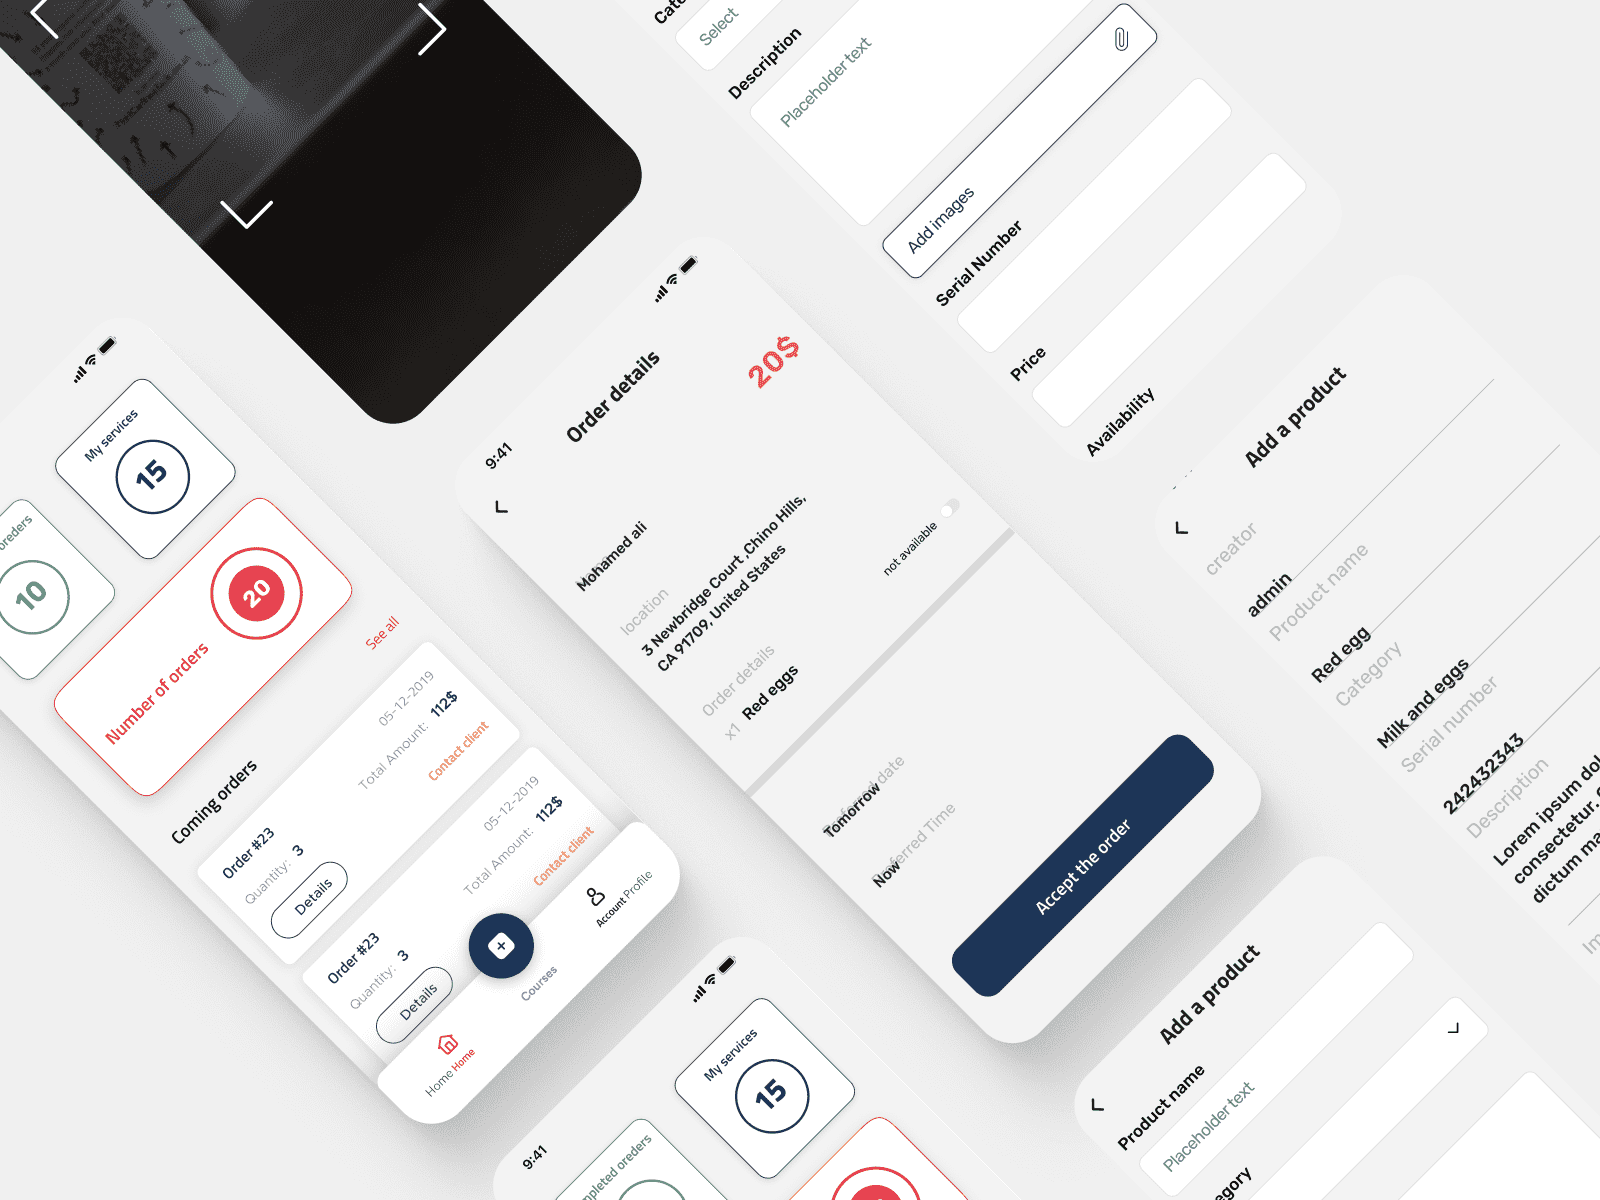 My services
15
oreders
10
Number of orders
20
See all
Coming orders
05-12-2019
Total Amount: 112$
Contact client
Order #23
Quantity: 3
Details
05-12-2019
Total Amount: 112$
Contact client
Order #23
Quantity: 3
Details
Home Home
Courses
Account Profile
9:41
Order details
20$
Mohamed ali
location
3 Newbridge Court ,Chino Hills,
CA 91709, United States
not available
Order details
x1 Red eggs
Preferred date
Tomorrow
Preferred Time
Now
Accept the order
Select
Description
Placeholder text
Add images
Serial Number
Price
Availability
Add a product
creator
admin
Product name
Red egg
Category
Milk and eggs
Serial number
242432343
Description
Lorem ipsum dol
consectetur.
dictum ma
9:41
My services
15
mpleted oreders
Add a product
Product name
Placeholder text
egory